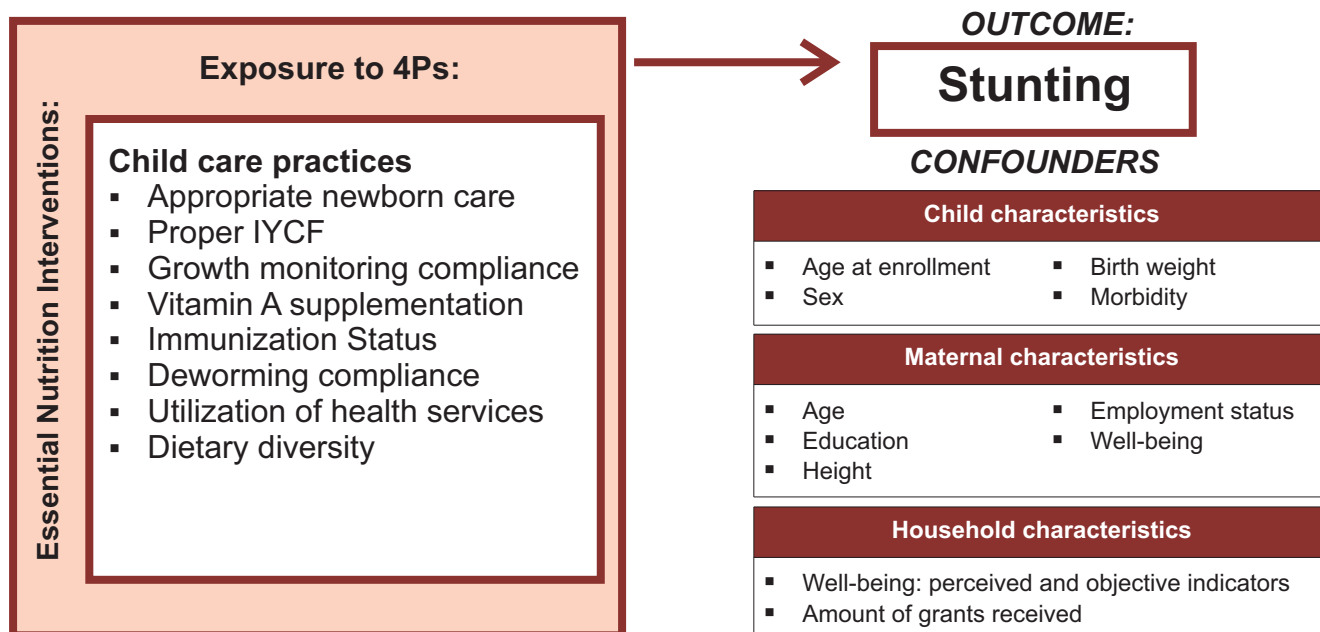 Essential Nutrition Interventions:
Exposure to 4Ps:
Child care practices
▪ Appropriate newborn care
▪ Proper IYCF
▪ Growth monitoring compliance
▪ Vitamin A supplementation
▪ Immunization Status
▪ Deworming compliance
▪ Utilization of health services
▪ Dietary diversity
OUTCOME:
Stunting
CONFOUNDERS
Child characteristics
▪ Age at enrollment
▪ Sex
▪ Birth weight
▪ Morbidity
Maternal characteristics
▪ Age
▪ Education
▪ Height
▪ Employment status
▪ Well-being
Household characteristics
▪ Well-being: perceived and objective indicators
▪ Amount of grants received